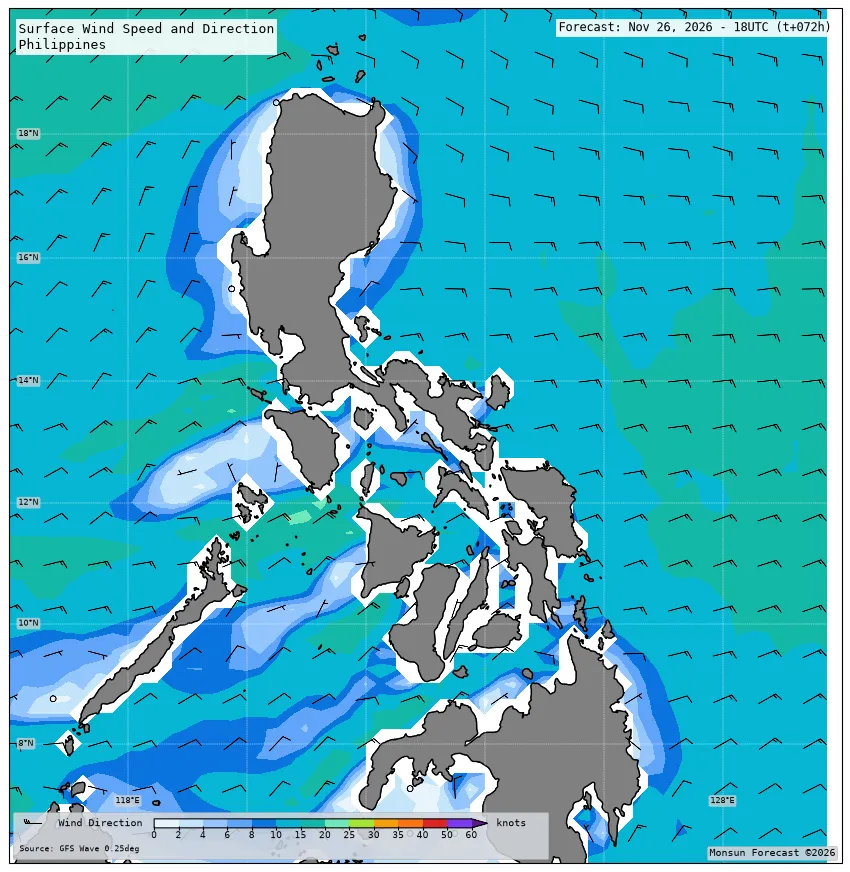 Surface Wind Speed and Direction
Philippines
Forecast: Nov 26, 2026 - 18UTC (t+072h)
18°N
16°N
14°N
12°N
10°N
8°N
118°E
128°E
Wind Direction
knots
0 2 4 6 8 10 15 20 25 30 35 40 50 60
Source: GFS Wave 0.25deg
Monsun Forecast ©2026